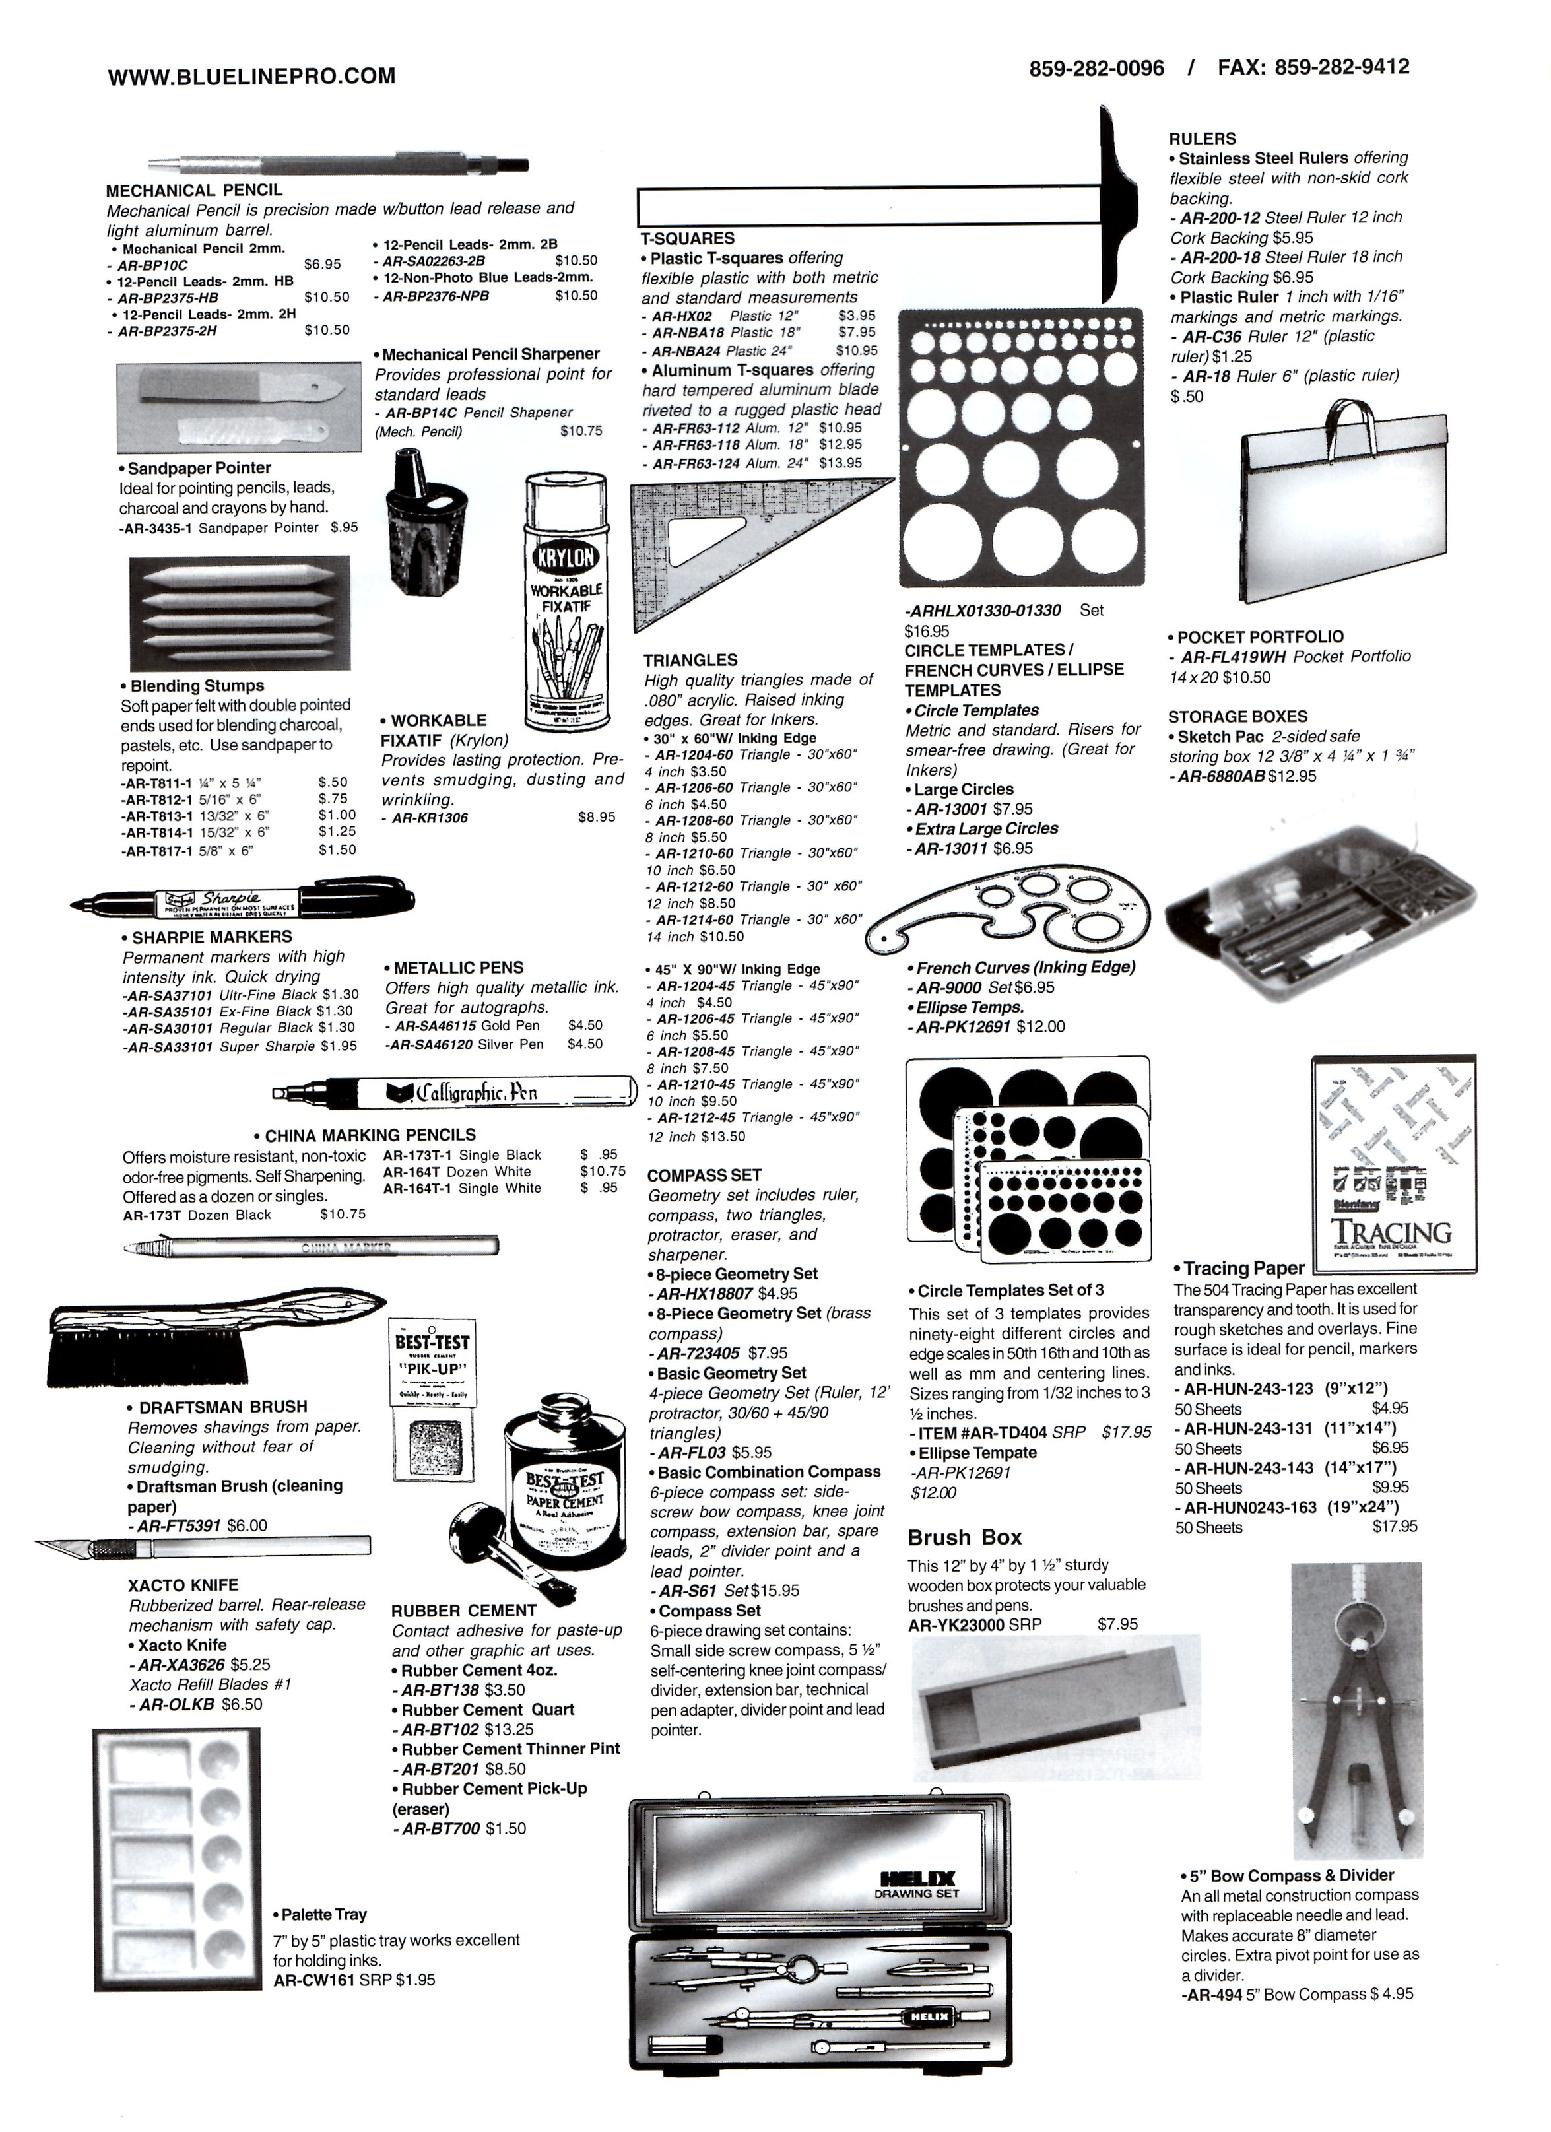 WWW.BLUELINEPRO.COM
859-282-0096 / FAX: 859-282-9412
MECHANICAL PENCIL
Mechanical Pencil is precision made w/button lead release and
light aluminum barrel.
• Mechanical Pencil 2mm.
- AR-BP10C $6.95
• 12-Pencil Leads- 2mm. HB
- AR-BP2375-HB $10.50
• 12-Pencil Leads- 2mm. 2H
- AR-BP2375-2H $10.50
• 12-Pencil Leads- 2mm. 2B
- AR-SA02263-2B $10.50
• 12-Non-Photo Blue Leads-2mm.
- AR-BP2376-NPB $10.50
• Mechanical Pencil Sharpener
Provides professional point for
standard leads
- AR-BP14C Pencil Shapener
(Mech. Pencil) $10.75
• Sandpaper Pointer
Ideal for pointing pencils, leads,
charcoal and crayons by hand.
-AR-3435-1 Sandpaper Pointer $.95
KRYLON
WORKABLE
FIXATIF
• Blending Stumps
Soft paper felt with double pointed
ends used for blending charcoal,
pastels, etc. Use sandpaper to
repoint.
-AR-T811-1 ¼" x 5 ¼" $.50
-AR-T812-1 5/16" x 6" $.75
-AR-T813-1 13/32" x 6" $1.00
-AR-T814-1 15/32" x 6" $1.25
-AR-T817-1 5/8" x 6" $1.50
• WORKABLE
FIXATIF (Krylon)
Provides lasting protection. Pre-
vents smudging, dusting and
wrinkling.
- AR-KR1306 $8.95
Sharpie
PROVEN PERMANENT ON MOST SURFACES
• SHARPIE MARKERS
Permanent markers with high
intensity ink. Quick drying
-AR-SA37101 Ultr-Fine Black $1.30
-AR-SA35101 Ex-Fine Black $1.30
-AR-SA30101 Regular Black $1.30
-AR-SA33101 Super Sharpie $1.95
• METALLIC PENS
Offers high quality metallic ink.
Great for autographs.
- AR-SA46115 Gold Pen $4.50
-AR-SA46120 Silver Pen $4.50
Calligraphic Pen
• CHINA MARKING PENCILS
Offers moisture resistant, non-toxic
odor-free pigments. Self Sharpening.
Offered as a dozen or singles.
AR-173T Dozen Black $10.75
AR-173T-1 Single Black $ .95
AR-164T Dozen White $10.75
AR-164T-1 Single White $ .95
CHINA MARKER
BEST-TEST
RUBBER CEMENT
"PIK-UP"
Quickly - Neatly - Easily
• DRAFTSMAN BRUSH
Removes shavings from paper.
Cleaning without fear of
smudging.
• Draftsman Brush (cleaning
paper)
- AR-FT5391 $6.00
BEST-TEST
PAPER CEMENT
A Real Adhesive
XACTO KNIFE
Rubberized barrel. Rear-release
mechanism with safety cap.
• Xacto Knife
-AR-XA3626 $5.25
Xacto Refill Blades #1
- AR-OLKB $6.50
RUBBER CEMENT
Contact adhesive for paste-up
and other graphic art uses.
• Rubber Cement 4oz.
- AR-BT138 $3.50
• Rubber Cement Quart
-AR-BT102 $13.25
• Rubber Cement Thinner Pint
-AR-BT201 $8.50
• Rubber Cement Pick-Up
(eraser)
- AR-BT700 $1.50
• Palette Tray
7" by 5" plastic tray works excellent
for holding inks.
AR-CW161 SRP $1.95
T-SQUARES
• Plastic T-squares offering
flexible plastic with both metric
and standard measurements
- AR-HX02 Plastic 12" $3.95
- AR-NBA18 Plastic 18" $7.95
- AR-NBA24 Plastic 24" $10.95
• Aluminum T-squares offering
hard tempered aluminum blade
riveted to a rugged plastic head
- AR-FR63-112 Alum. 12" $10.95
- AR-FR63-118 Alum. 18" $12.95
- AR-FR63-124 Alum. 24" $13.95
TRIANGLES
High quality triangles made of
.080" acrylic. Raised inking
edges. Great for Inkers.
• 30" x 60"W/ Inking Edge
- AR-1204-60 Triangle - 30"x60"
4 inch $3.50
- AR-1206-60 Triangle - 30"x60"
6 inch $4.50
- AR-1208-60 Triangle - 30"x60"
8 inch $5.50
- AR-1210-60 Triangle - 30"x60"
10 inch $6.50
- AR-1212-60 Triangle - 30" x60"
12 inch $8.50
- AR-1214-60 Triangle - 30" x60"
14 inch $10.50
• 45" X 90"W/ Inking Edge
- AR-1204-45 Triangle - 45"x90"
4 inch $4.50
- AR-1206-45 Triangle - 45"x90"
6 inch $5.50
- AR-1208-45 Triangle - 45"x90"
8 inch $7.50
- AR-1210-45 Triangle - 45"x90"
10 inch $9.50
- AR-1212-45 Triangle - 45"x90"
12 inch $13.50
COMPASS SET
Geometry set includes ruler,
compass, two triangles,
protractor, eraser, and
sharpener.
• 8-piece Geometry Set
-AR-HX18807 $4.95
• 8-Piece Geometry Set (brass
compass)
-AR-723405 $7.95
• Basic Geometry Set
4-piece Geometry Set (Ruler, 12'
protractor, 30/60 + 45/90
triangles)
-AR-FL03 $5.95
• Basic Combination Compass
6-piece compass set: side-
screw bow compass, knee joint
compass, extension bar, spare
leads, 2" divider point and a
lead pointer.
-AR-S61 Set $15.95
• Compass Set
6-piece drawing set contains:
Small side screw compass, 5 ½"
self-centering knee joint compass/
divider, extension bar, technical
pen adapter, divider point and lead
pointer.
HELIX
DRAWING SET
HELIX
-ARHLX01330-01330 Set
$16.95
CIRCLE TEMPLATES /
FRENCH CURVES / ELLIPSE
TEMPLATES
• Circle Templates
Metric and standard. Risers for
smear-free drawing. (Great for
Inkers)
• Large Circles
- AR-13001 $7.95
• Extra Large Circles
- AR-13011 $6.95
• French Curves (Inking Edge)
-AR-9000 Set $6.95
• Ellipse Temps.
-AR-PK12691 $12.00
• Circle Templates Set of 3
This set of 3 templates provides
ninety-eight different circles and
edge scales in 50th 16th and 10th as
well as mm and centering lines.
Sizes ranging from 1/32 inches to 3
½ inches.
- ITEM #AR-TD404 SRP $17.95
• Ellipse Tempate
-AR-PK12691
$12.00
Brush Box
This 12" by 4" by 1 ½" sturdy
wooden box protects your valuable
brushes and pens.
AR-YK23000 SRP $7.95
RULERS
• Stainless Steel Rulers offering
flexible steel with non-skid cork
backing.
- AR-200-12 Steel Ruler 12 inch
Cork Backing $5.95
- AR-200-18 Steel Ruler 18 inch
Cork Backing $6.95
• Plastic Ruler 1 inch with 1/16"
markings and metric markings.
- AR-C36 Ruler 12" (plastic
ruler) $1.25
- AR-18 Ruler 6" (plastic ruler)
$.50
• POCKET PORTFOLIO
- AR-FL419WH Pocket Portfolio
14 x 20 $10.50
STORAGE BOXES
• Sketch Pac 2-sided safe
storing box 12 3/8" x 4 ¼" x 1 ¾"
-AR-6880AB $12.95
Bienfang
TRACING
• Tracing Paper
The 504 Tracing Paper has excellent
transparency and tooth. It is used for
rough sketches and overlays. Fine
surface is ideal for pencil, markers
and inks.
- AR-HUN-243-123 (9"x12")
50 Sheets $4.95
- AR-HUN-243-131 (11"x14")
50 Sheets $6.95
- AR-HUN-243-143 (14"x17")
50 Sheets $9.95
- AR-HUN0243-163 (19"x24")
50 Sheets $17.95
• 5" Bow Compass & Divider
An all metal construction compass
with replaceable needle and lead.
Makes accurate 8" diameter
circles. Extra pivot point for use as
a divider.
-AR-494 5" Bow Compass $ 4.95